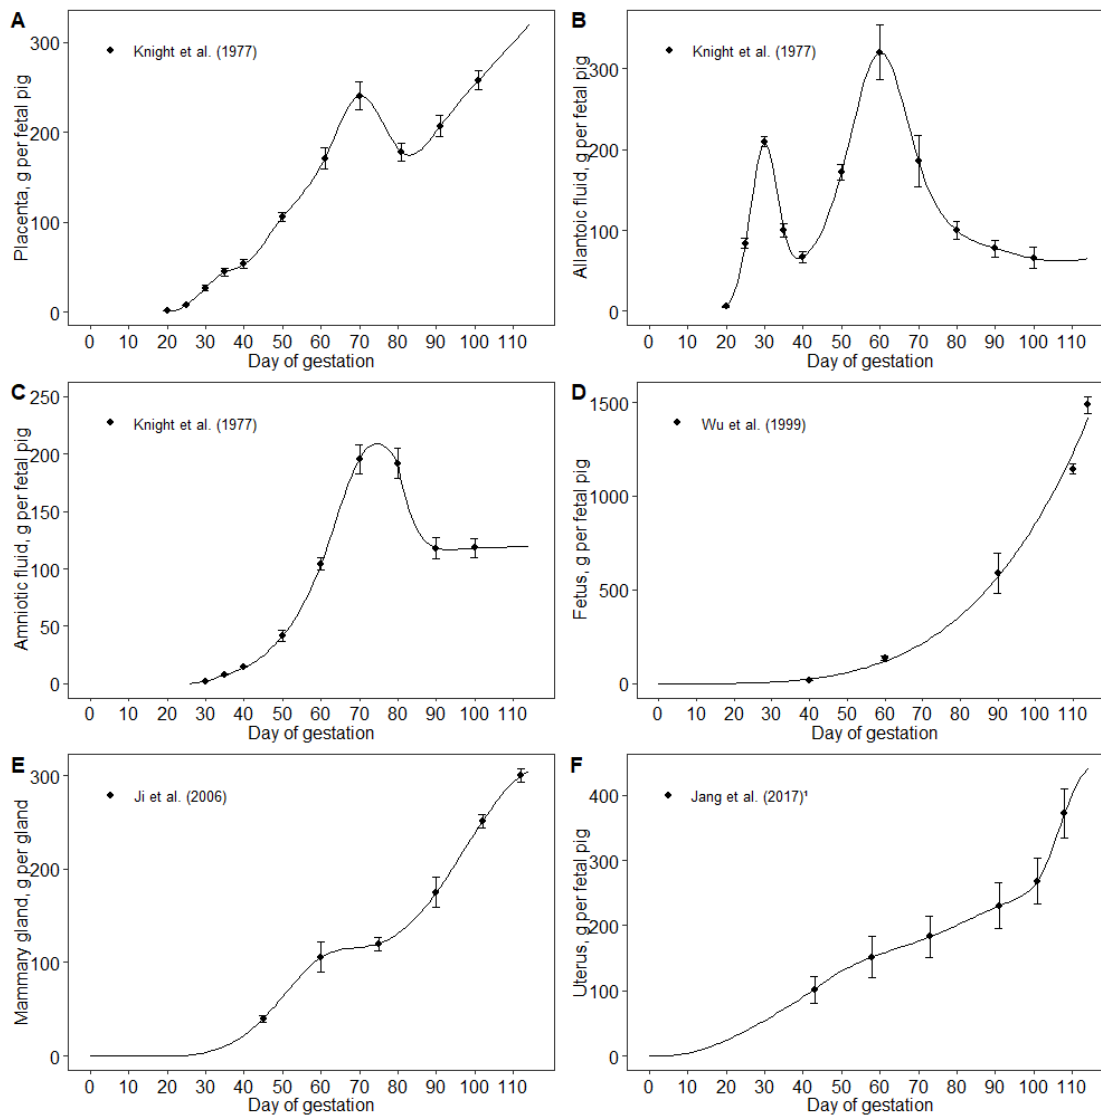 A
Placenta, g per fetal pig
300
200
100
0
Knight et al. (1977)
0 10 20 30 40 50 60 70 80 90 100 110
Day of gestation
B
Allantoic fluid, g per fetal pig
300
200
100
0
Knight et al. (1977)
0 10 20 30 40 50 60 70 80 90 100 110
Day of gestation
C
Amniotic fluid, g per fetal pig
250
200
150
100
50
0
Knight et al. (1977)
0 10 20 30 40 50 60 70 80 90 100 110
Day of gestation
D
Fetus, g per fetal pig
1500
1000
500
0
Wu et al. (1999)
0 10 20 30 40 50 60 70 80 90 100 110
Day of gestation
E
Mammary gland, g per gland
300
200
100
0
Ji et al. (2006)
0 10 20 30 40 50 60 70 80 90 100 110
Day of gestation
F
Uterus, g per fetal pig
400
300
200
100
0
Jang et al. (2017)¹
0 10 20 30 40 50 60 70 80 90 100 110
Day of gestation